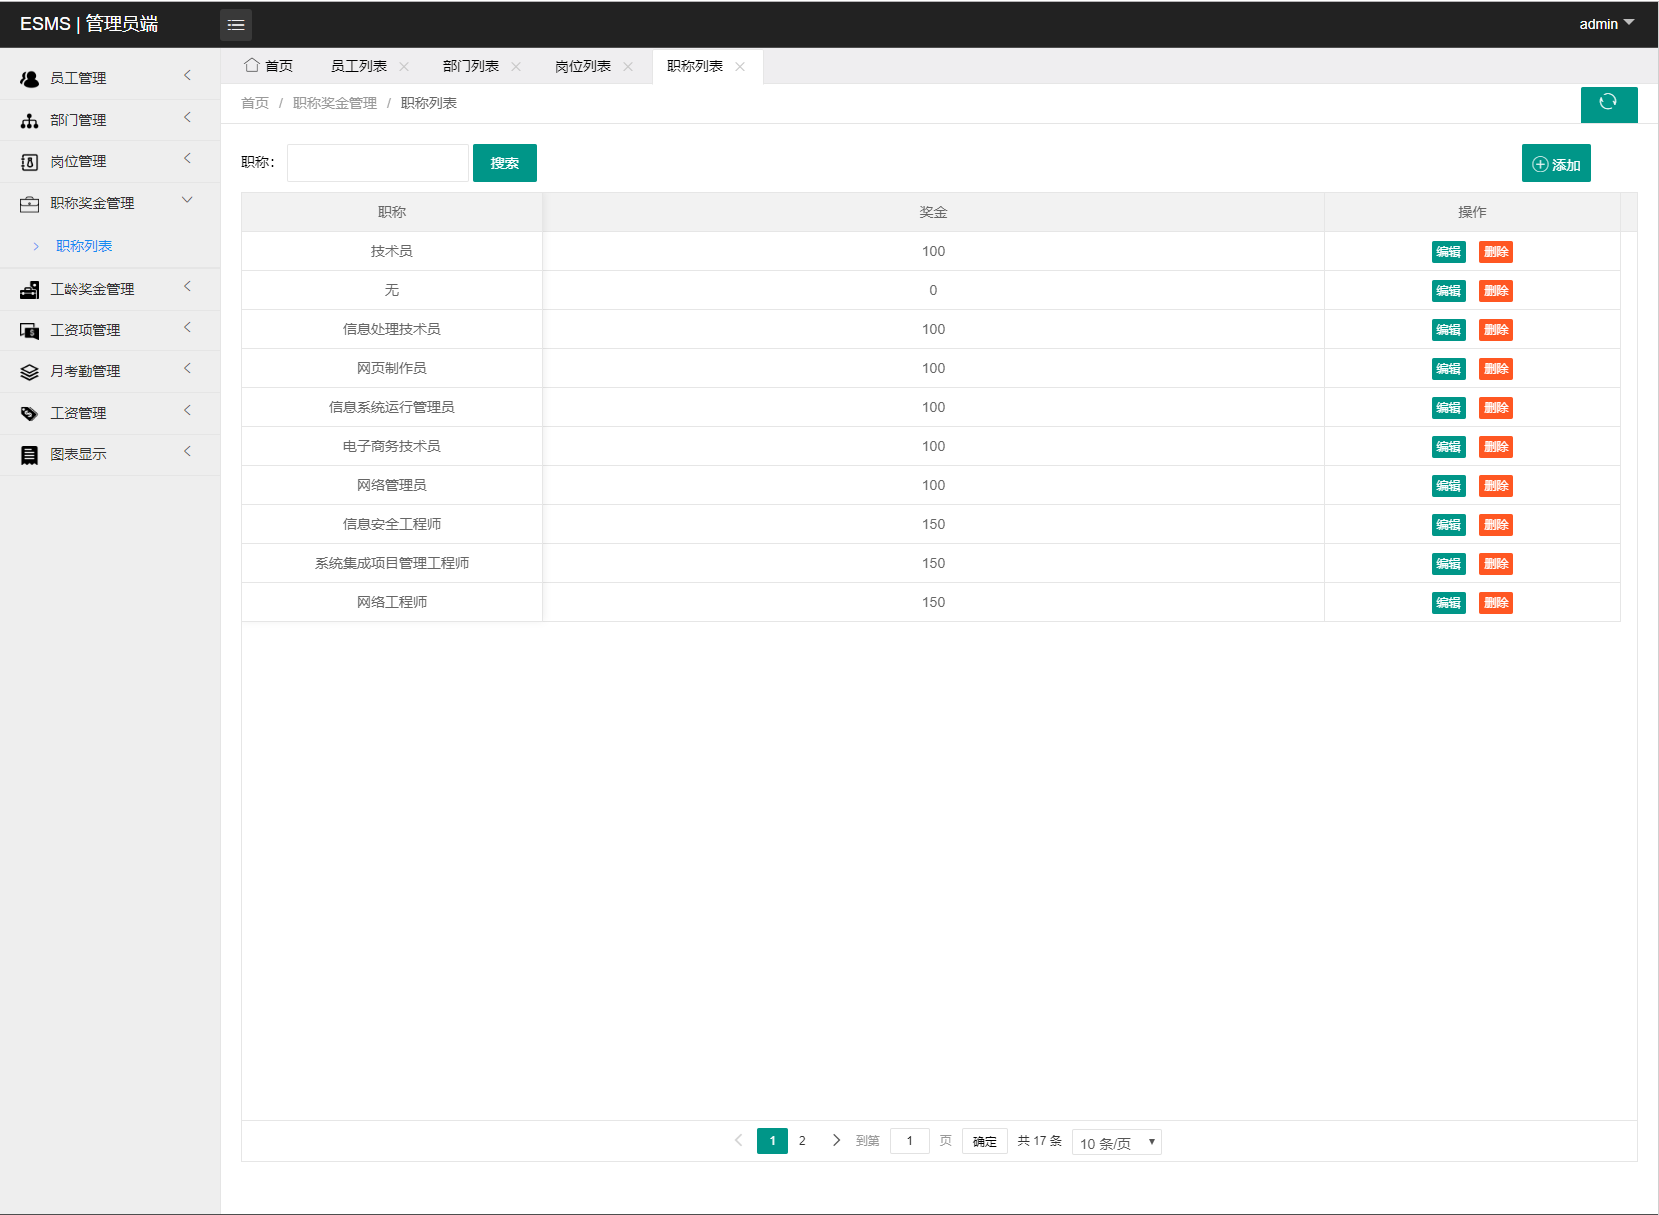 ESMS | 管理员端
admin
员工管理
部门管理
岗位管理
职称奖金管理
职称列表
工龄奖金管理
工资项管理
月考勤管理
工资管理
图表显示
首页 员工列表 部门列表 岗位列表 职称列表
首页 / 职称奖金管理 / 职称列表
职称： 搜索 添加
职称 奖金 操作
技术员 100 编辑 删除
无 0 编辑 删除
信息处理技术员 100 编辑 删除
网页制作员 100 编辑 删除
信息系统运行管理员 100 编辑 删除
电子商务技术员 100 编辑 删除
网络管理员 100 编辑 删除
信息安全工程师 150 编辑 删除
系统集成项目管理工程师 150 编辑 删除
网络工程师 150 编辑 删除
1 2 到第 1 页 确定 共 17 条 10 条/页